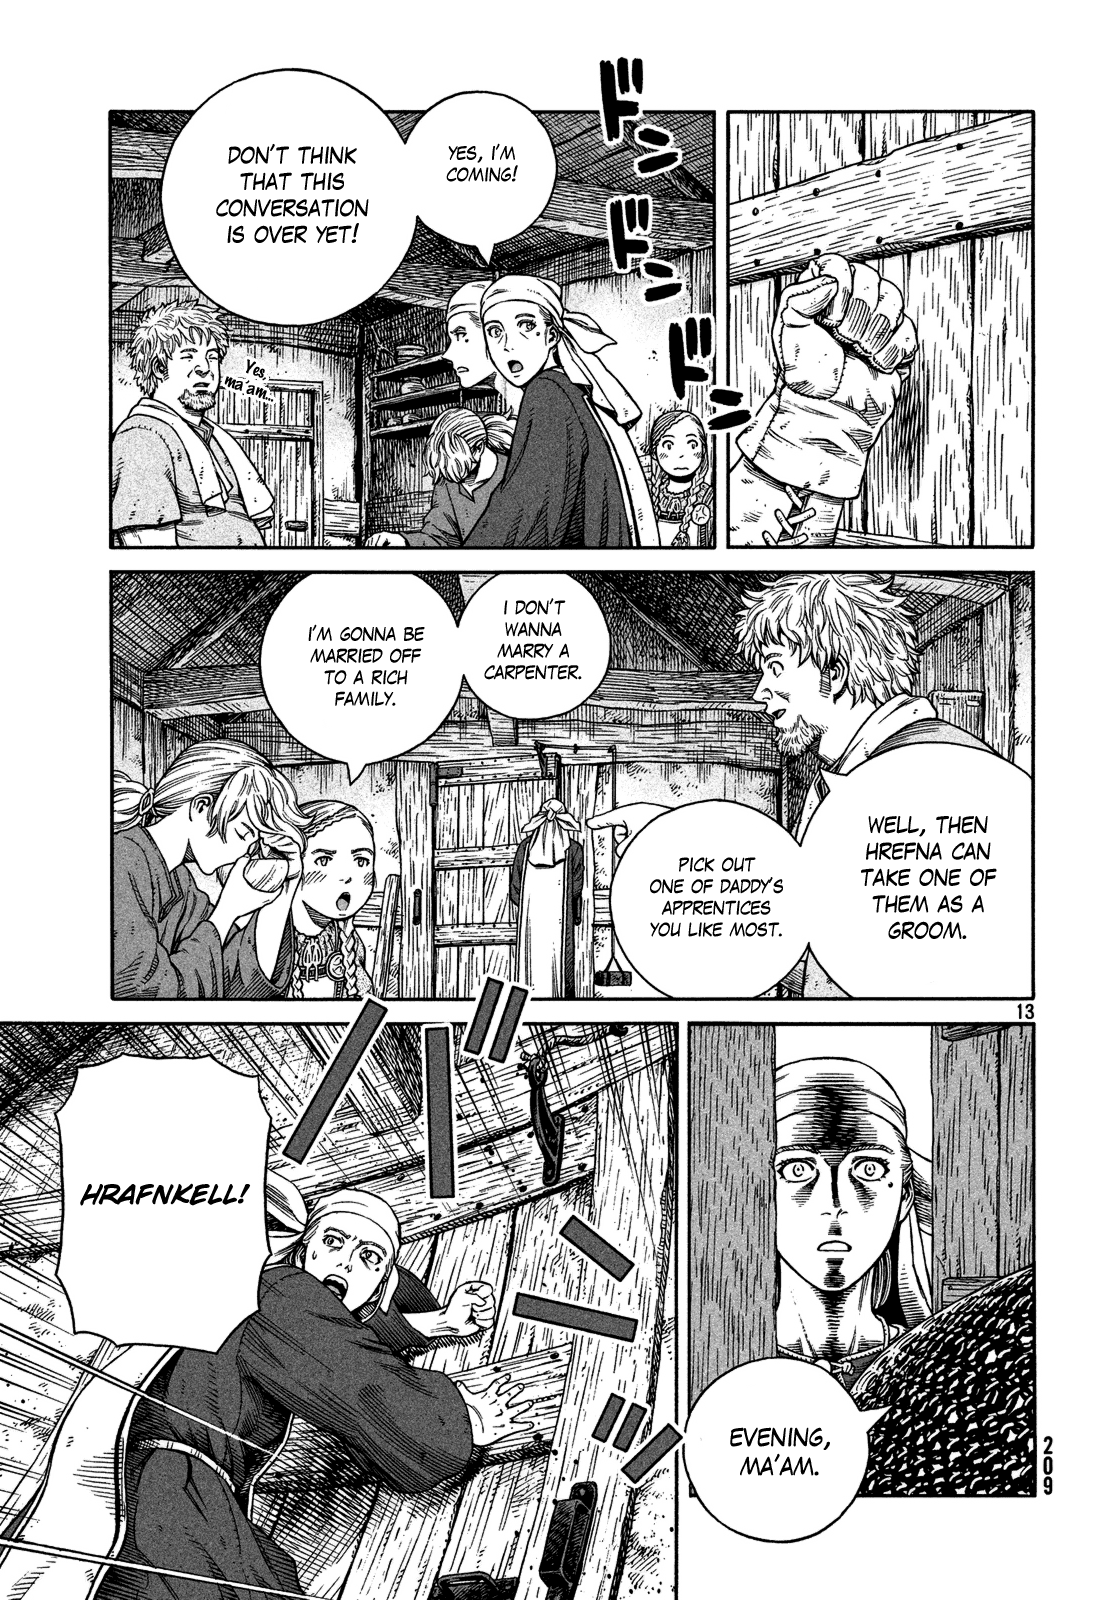 ドン
ドン
ドン
YES, I'M
COMING!
DON'T THINK
THAT THIS
CONVERSATION
IS OVER YET!
Yes,
ma'am...
WELL, THEN
HREFNA CAN
TAKE ONE OF
THEM AS A
GROOM.
PICK OUT
ONE OF DADDY'S
APPRENTICES
YOU LIKE MOST.
I DON'T
WANNA
MARRY A
CARPENTER.
I'M GONNA BE
MARRIED OFF
TO A RICH
FAMILY.
13
EVENING,
MA'AM.
209
HRAFNKELL!